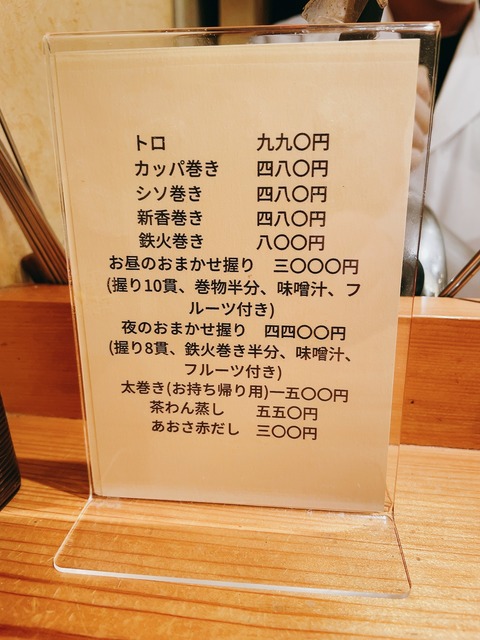 トロ 九九〇円
カッパ巻き 四八〇円
シソ巻き 四八〇円
新香巻き 四八〇円
鉄火巻き 八〇〇円
お昼のおまかせ握り 三〇〇〇円
(握り10貫、巻物半分、味噌汁、フ
ルーツ付き)
夜のおまかせ握り 四四〇〇円
(握り8貫、鉄火巻き半分、味噌汁、
フルーツ付き)
太巻き(お持ち帰り用)一五〇〇円
茶わん蒸し 五五〇円
あおさ赤だし 三〇〇円